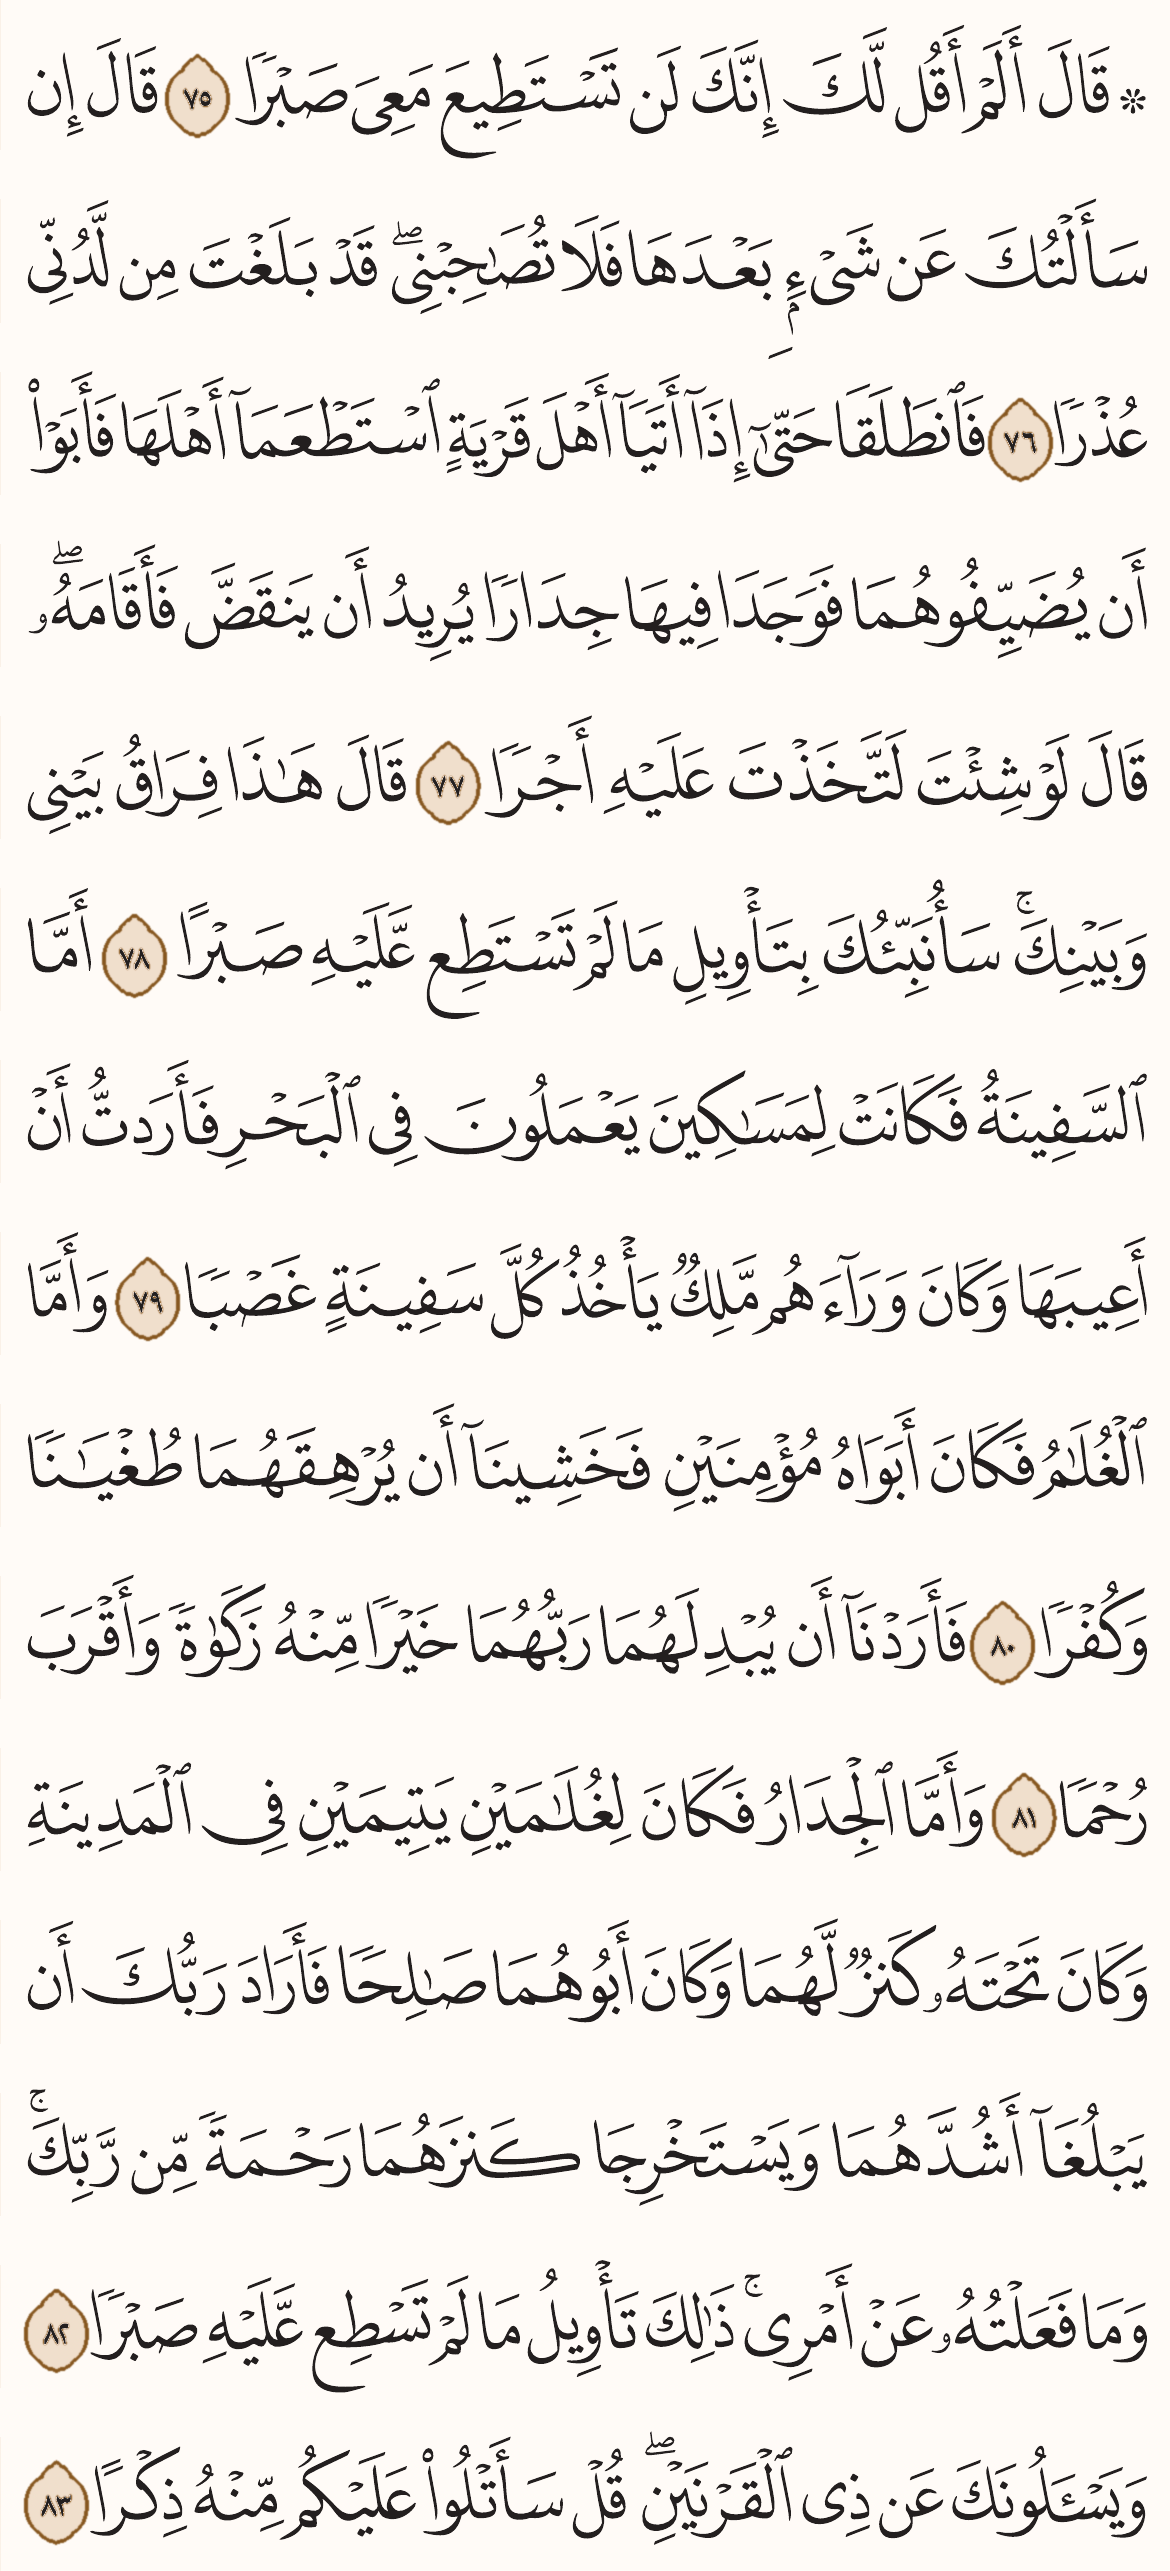 ۞ قَالَ أَلَمْ أَقُل لَّكَ إِنَّكَ لَن تَسْتَطِيعَ مَعِىَ صَبْرًا ٧٥ قَالَ إِن
سَأَلْتُكَ عَن شَىْءٍۭ بَعْدَهَا فَلَا تُصَـٰحِبْنِى ۖ قَدْ بَلَغْتَ مِن لَّدُنِّى
عُذْرًا ٧٦ فَٱنطَلَقَا حَتَّىٰٓ إِذَآ أَتَيَآ أَهْلَ قَرْيَةٍ ٱسْتَطْعَمَآ أَهْلَهَا فَأَبَوْا۟
أَن يُضَيِّفُوهُمَا فَوَجَدَا فِيهَا جِدَارًا يُرِيدُ أَن يَنقَضَّ فَأَقَامَهُۥ ۖ
قَالَ لَوْ شِئْتَ لَتَّخَذْتَ عَلَيْهِ أَجْرًا ٧٧ قَالَ هَـٰذَا فِرَاقُ بَيْنِى
وَبَيْنِكَ ۚ سَأُنَبِّئُكَ بِتَأْوِيلِ مَا لَمْ تَسْتَطِع عَّلَيْهِ صَبْرًا ٧٨ أَمَّا
ٱلسَّفِينَةُ فَكَانَتْ لِمَسَـٰكِينَ يَعْمَلُونَ فِى ٱلْبَحْرِ فَأَرَدتُّ أَنْ
أَعِيبَهَا وَكَانَ وَرَآءَهُم مَّلِكٌ يَأْخُذُ كُلَّ سَفِينَةٍ غَصْبًا ٧٩ وَأَمَّا
ٱلْغُلَـٰمُ فَكَانَ أَبَوَاهُ مُؤْمِنَيْنِ فَخَشِينَآ أَن يُرْهِقَهُمَا طُغْيَـٰنًا
وَكُفْرًا ٨٠ فَأَرَدْنَآ أَن يُبْدِلَهُمَا رَبُّهُمَا خَيْرًا مِّنْهُ زَكَوٰةً وَأَقْرَبَ
رُحْمًا ٨١ وَأَمَّا ٱلْجِدَارُ فَكَانَ لِغُلَـٰمَيْنِ يَتِيمَيْنِ فِى ٱلْمَدِينَةِ
وَكَانَ تَحْتَهُۥ كَنزٌ لَّهُمَا وَكَانَ أَبُوهُمَا صَـٰلِحًا فَأَرَادَ رَبُّكَ أَن
يَبْلُغَآ أَشُدَّهُمَا وَيَسْتَخْرِجَا كَنزَهُمَا رَحْمَةً مِّن رَّبِّكَ ۚ
وَمَا فَعَلْتُهُۥ عَنْ أَمْرِى ۚ ذَٰلِكَ تَأْوِيلُ مَا لَمْ تَسْطِع عَّلَيْهِ صَبْرًا ٨٢
وَيَسْـَٔلُونَكَ عَن ذِى ٱلْقَرْنَيْنِ ۖ قُلْ سَأَتْلُوا۟ عَلَيْكُم مِّنْهُ ذِكْرًا ٨٣